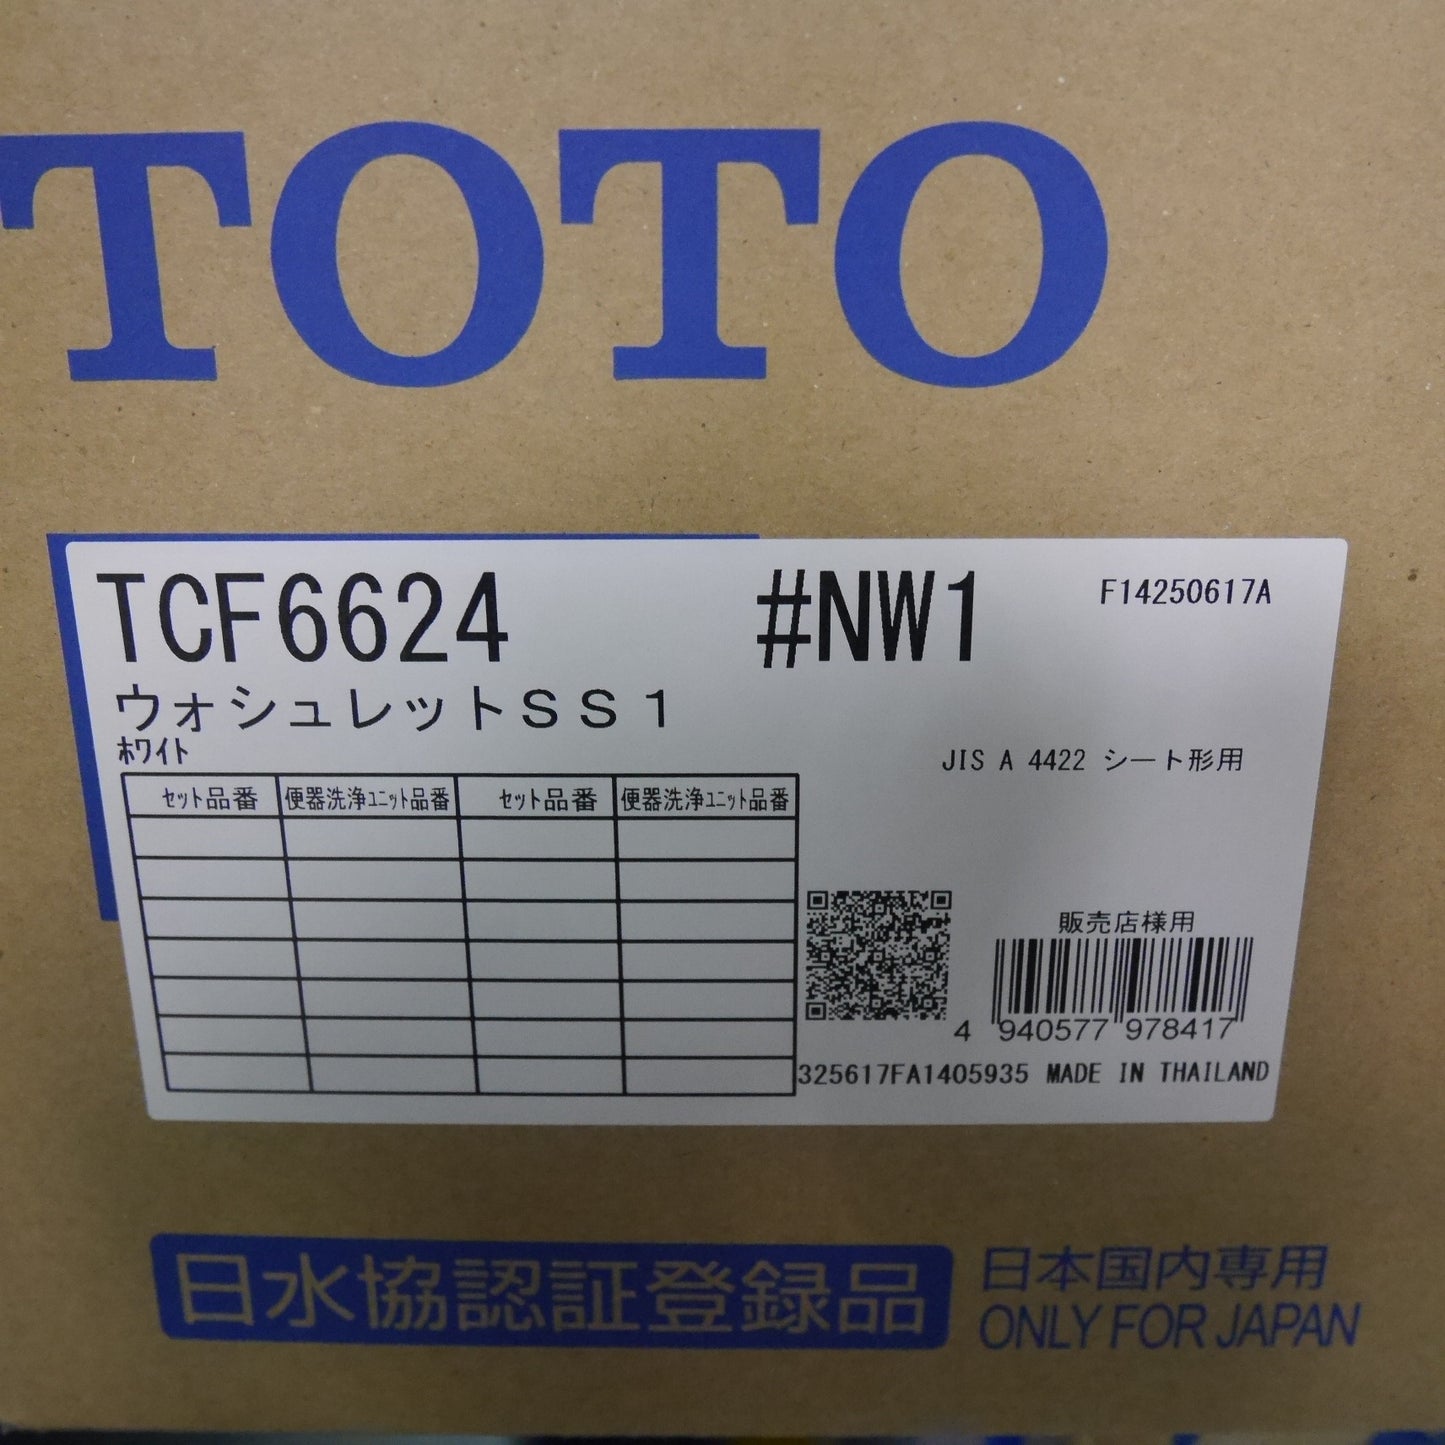 TOTO
TCF6624 #NW1 F14250617A
ウォシュレットＳＳ１
ﾎﾜｲﾄ
JIS A 4422 シート形用
ｾｯﾄ品番 便器洗浄ﾕﾆｯﾄ品番 ｾｯﾄ品番 便器洗浄ﾕﾆｯﾄ品番
販売店様用
4 940577 978417
325617FA1405935 MADE IN THAILAND
日水協認証登録品
日本国内専用
ONLY FOR JAPAN